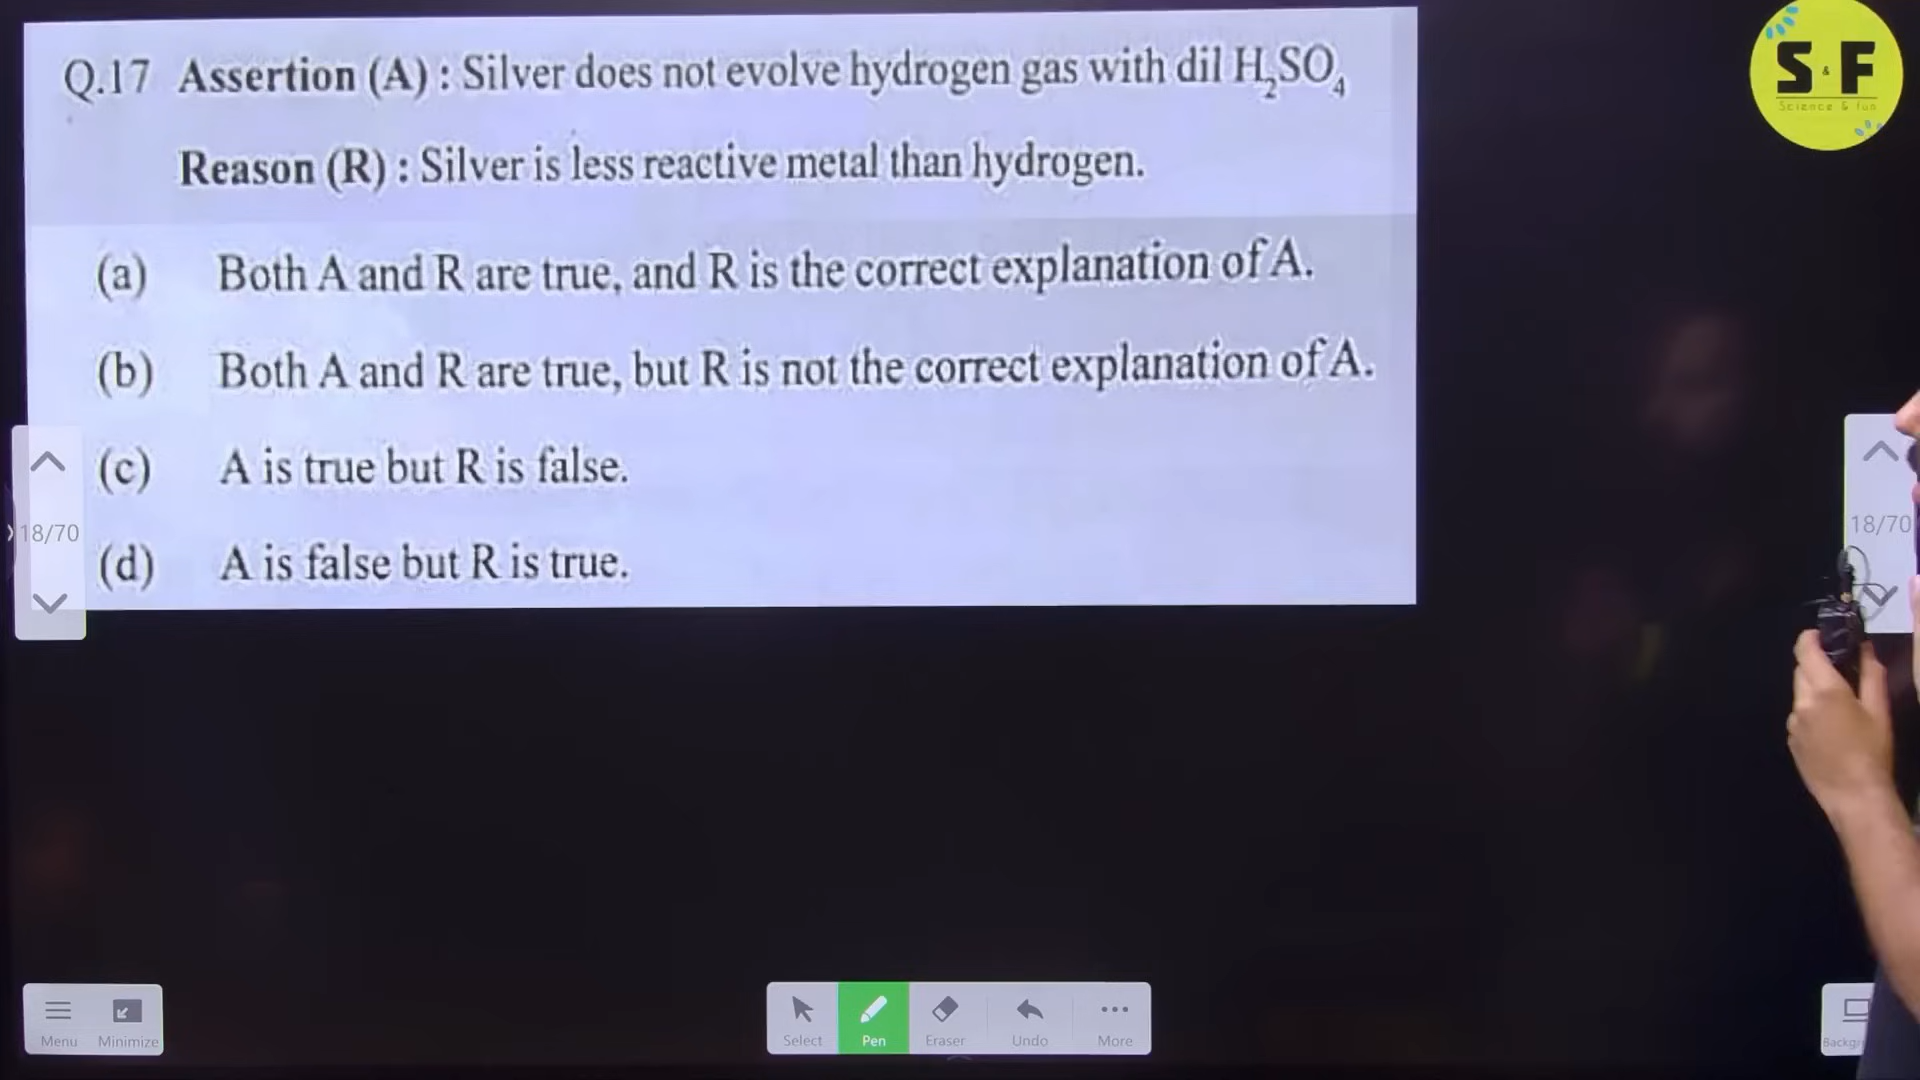 Q.17 Assertion (A) : Silver does not evolve hydrogen gas with dil H₂SO₄
Reason (R) : Silver is less reactive metal than hydrogen.
(a) Both A and R are true, and R is the correct explanation of A.
(b) Both A and R are true, but R is not the correct explanation of A.
(c) A is true but R is false.
(d) A is false but R is true.
18/70
18/70
S&F
Science & fun
Menu Minimize
Select Pen Eraser Undo More